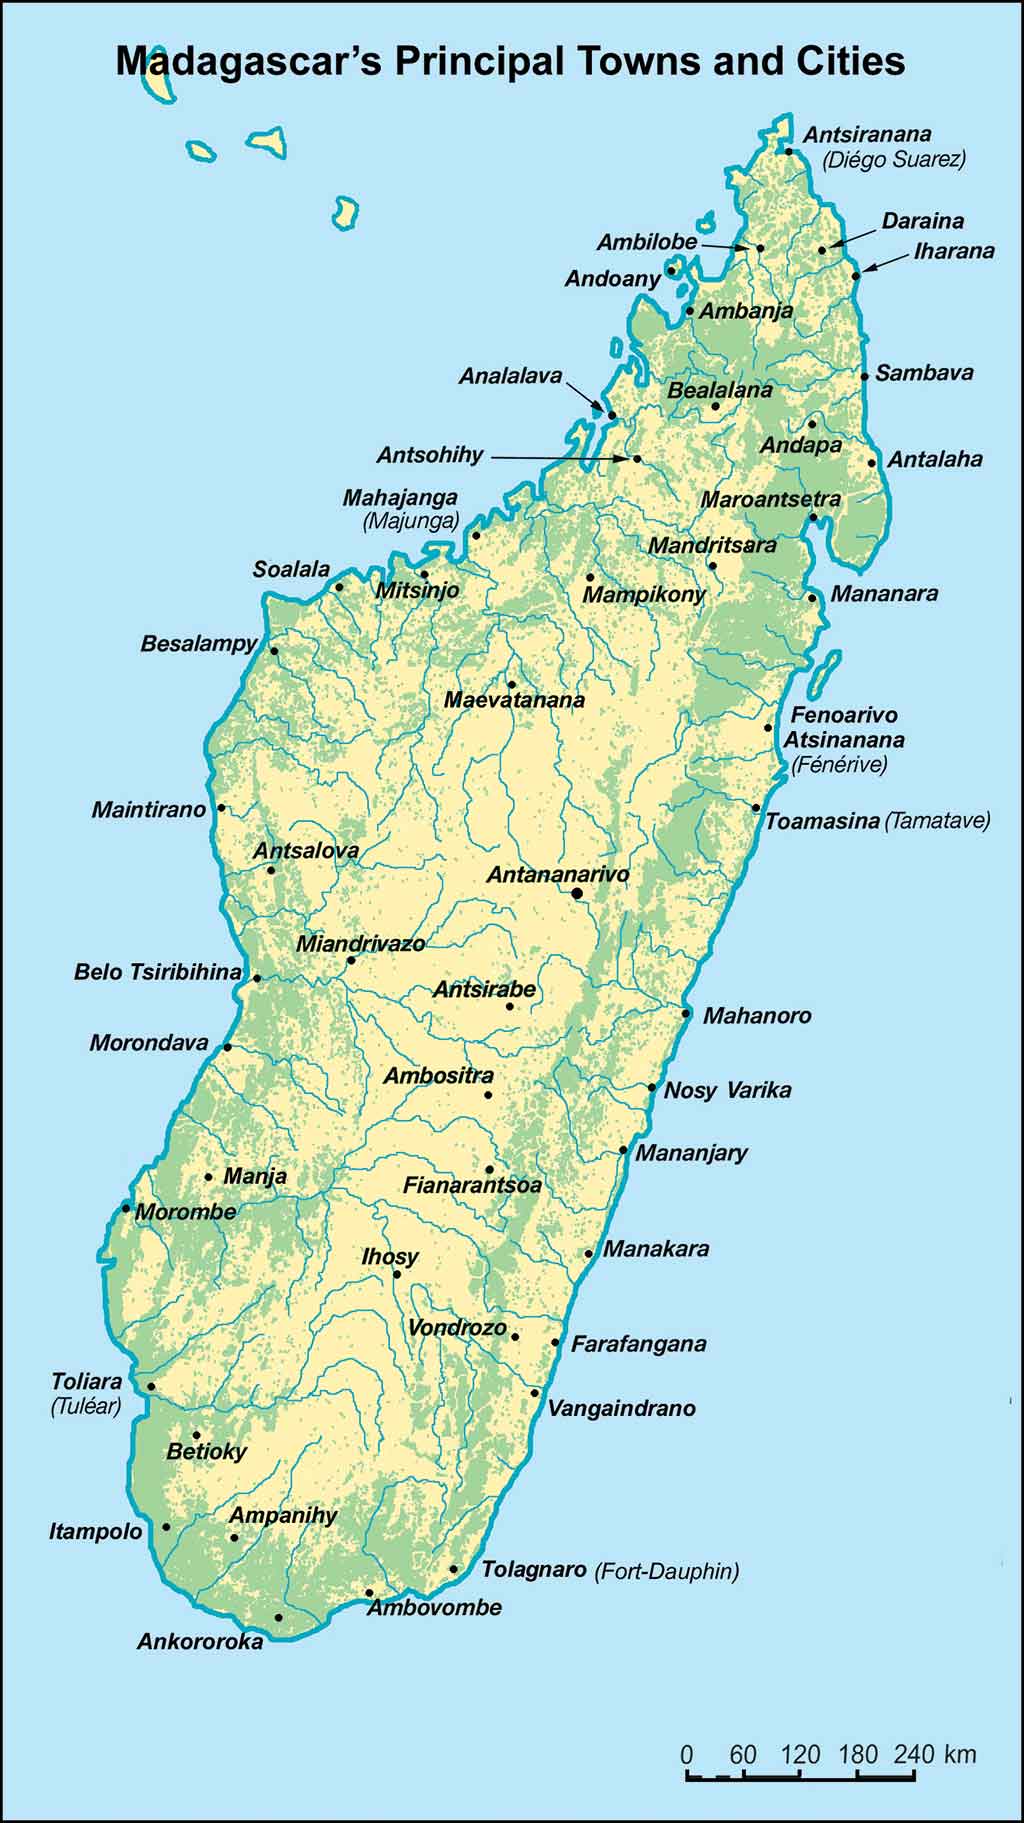 Madagascar's Principal Towns and Cities
Antsiranana
(Diégo Suarez)
Daraina
Ambilobe
Iharana
Andoany
Ambanja
Analalava
Sambava
Bealalana
Andapa
Antsohihy
Antalaha
Mahajanga
(Majunga)
Maroantsetra
Mandritsara
Soalala
Mitsinjo
Mampikony
Mananara
Besalampy
Maevatanana
Fenoarivo
Atsinanana
(Fénérive)
Maintirano
Toamasina (Tamatave)
Antsalova
Antananarivo
Miandrivazo
Belo Tsiribihina
Antsirabe
Mahanoro
Morondava
Ambositra
Nosy Varika
Mananjary
Manja
Fianarantsoa
Morombe
Manakara
Ihosy
Vondrozo
Farafangana
Toliara
(Tuléar)
Vangaindrano
Betioky
Ampanihy
Itampolo
Tolagnaro (Fort-Dauphin)
Ambovombe
Ankororoka
0 60 120 180 240 km